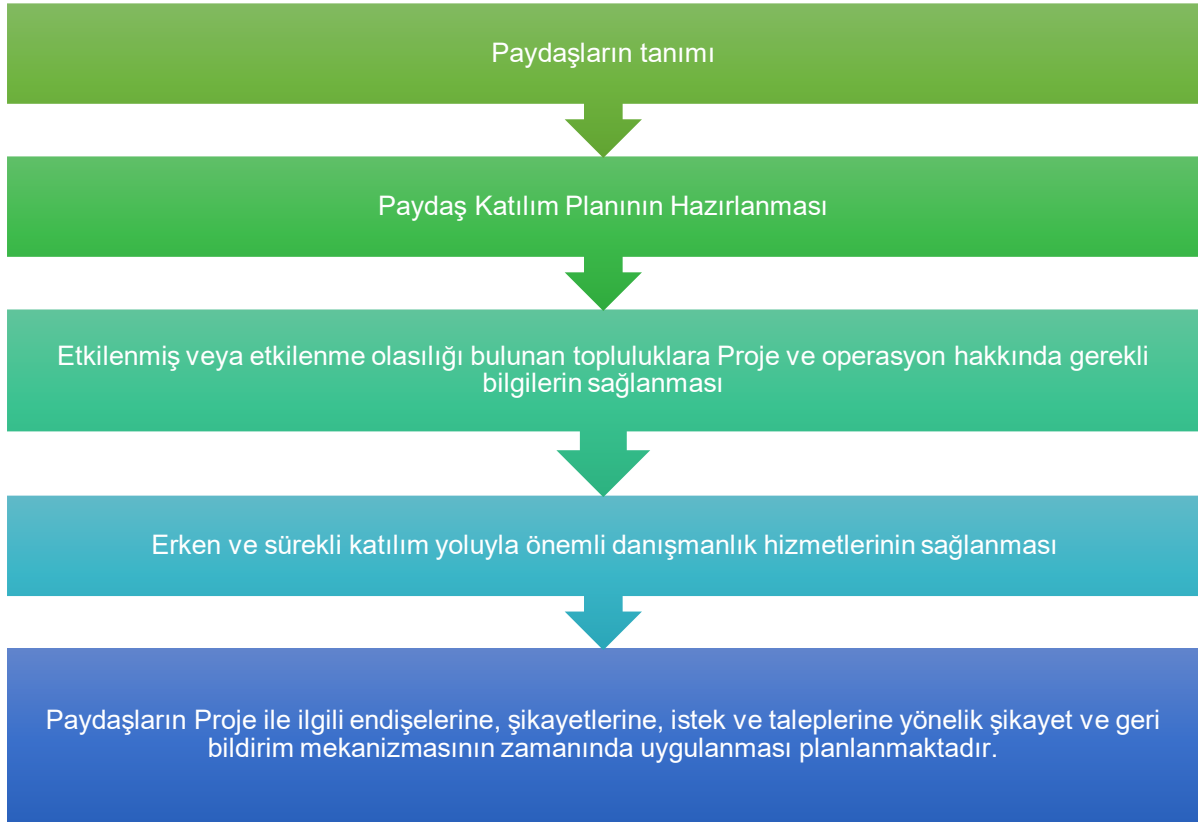 Paydaşların tanımı
Paydaş Katılım Planının Hazırlanması
Etkilenmiş veya etkilenme olasılığı bulunan topluluklara Proje ve operasyon hakkında gerekli
bilgilerin sağlanması
Erken ve sürekli katılım yoluyla önemli danışmanlık hizmetlerinin sağlanması
Paydaşların Proje ile ilgili endişelerine, şikayetlerine, istek ve taleplerine yönelik şikayet ve geri
bildirim mekanizmasının zamanında uygulanması planlanmaktadır.